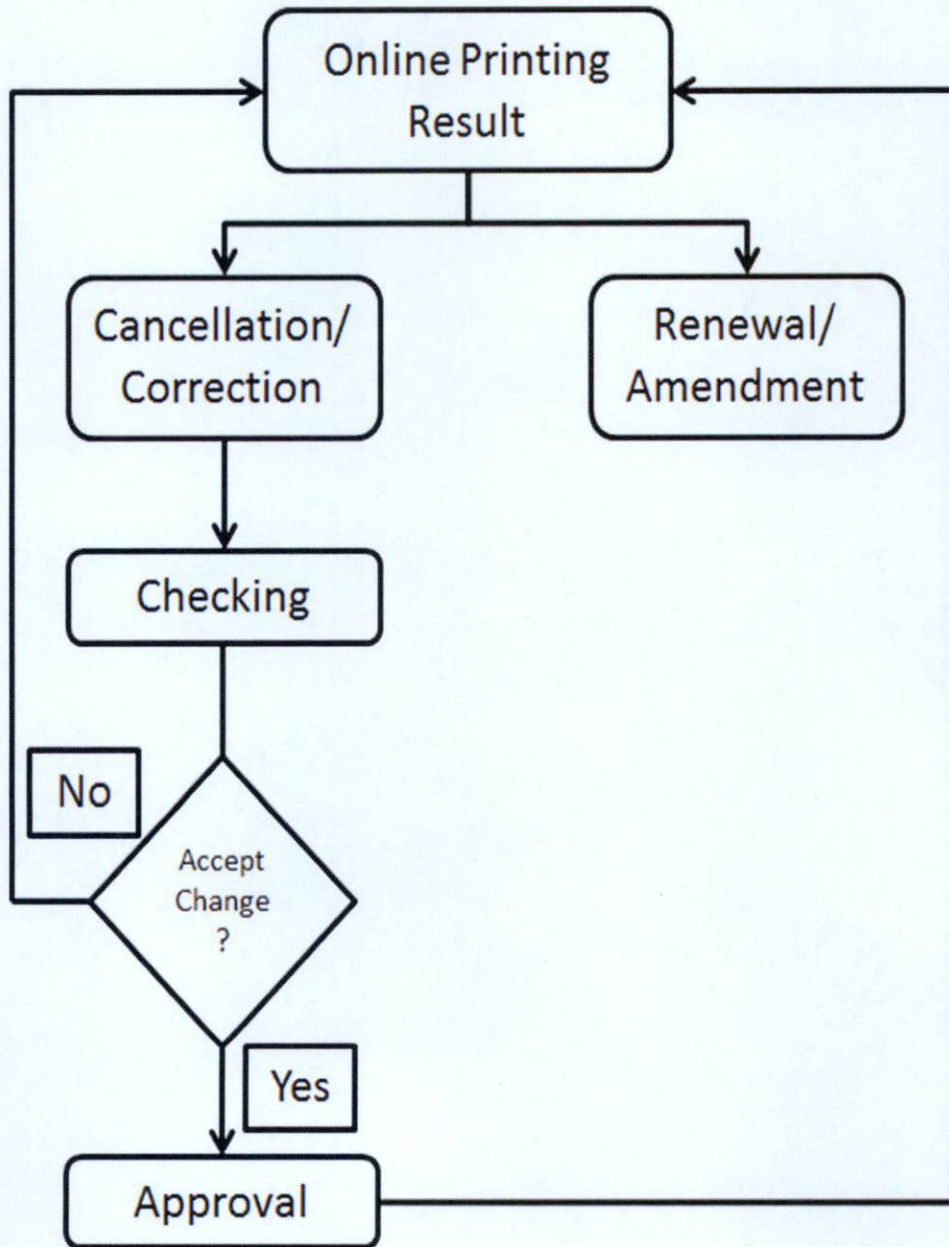 Online Printing
Result
Cancellation/
Correction
Renewal/
Amendment
Checking
No
Accept
Change
?
Yes
Approval